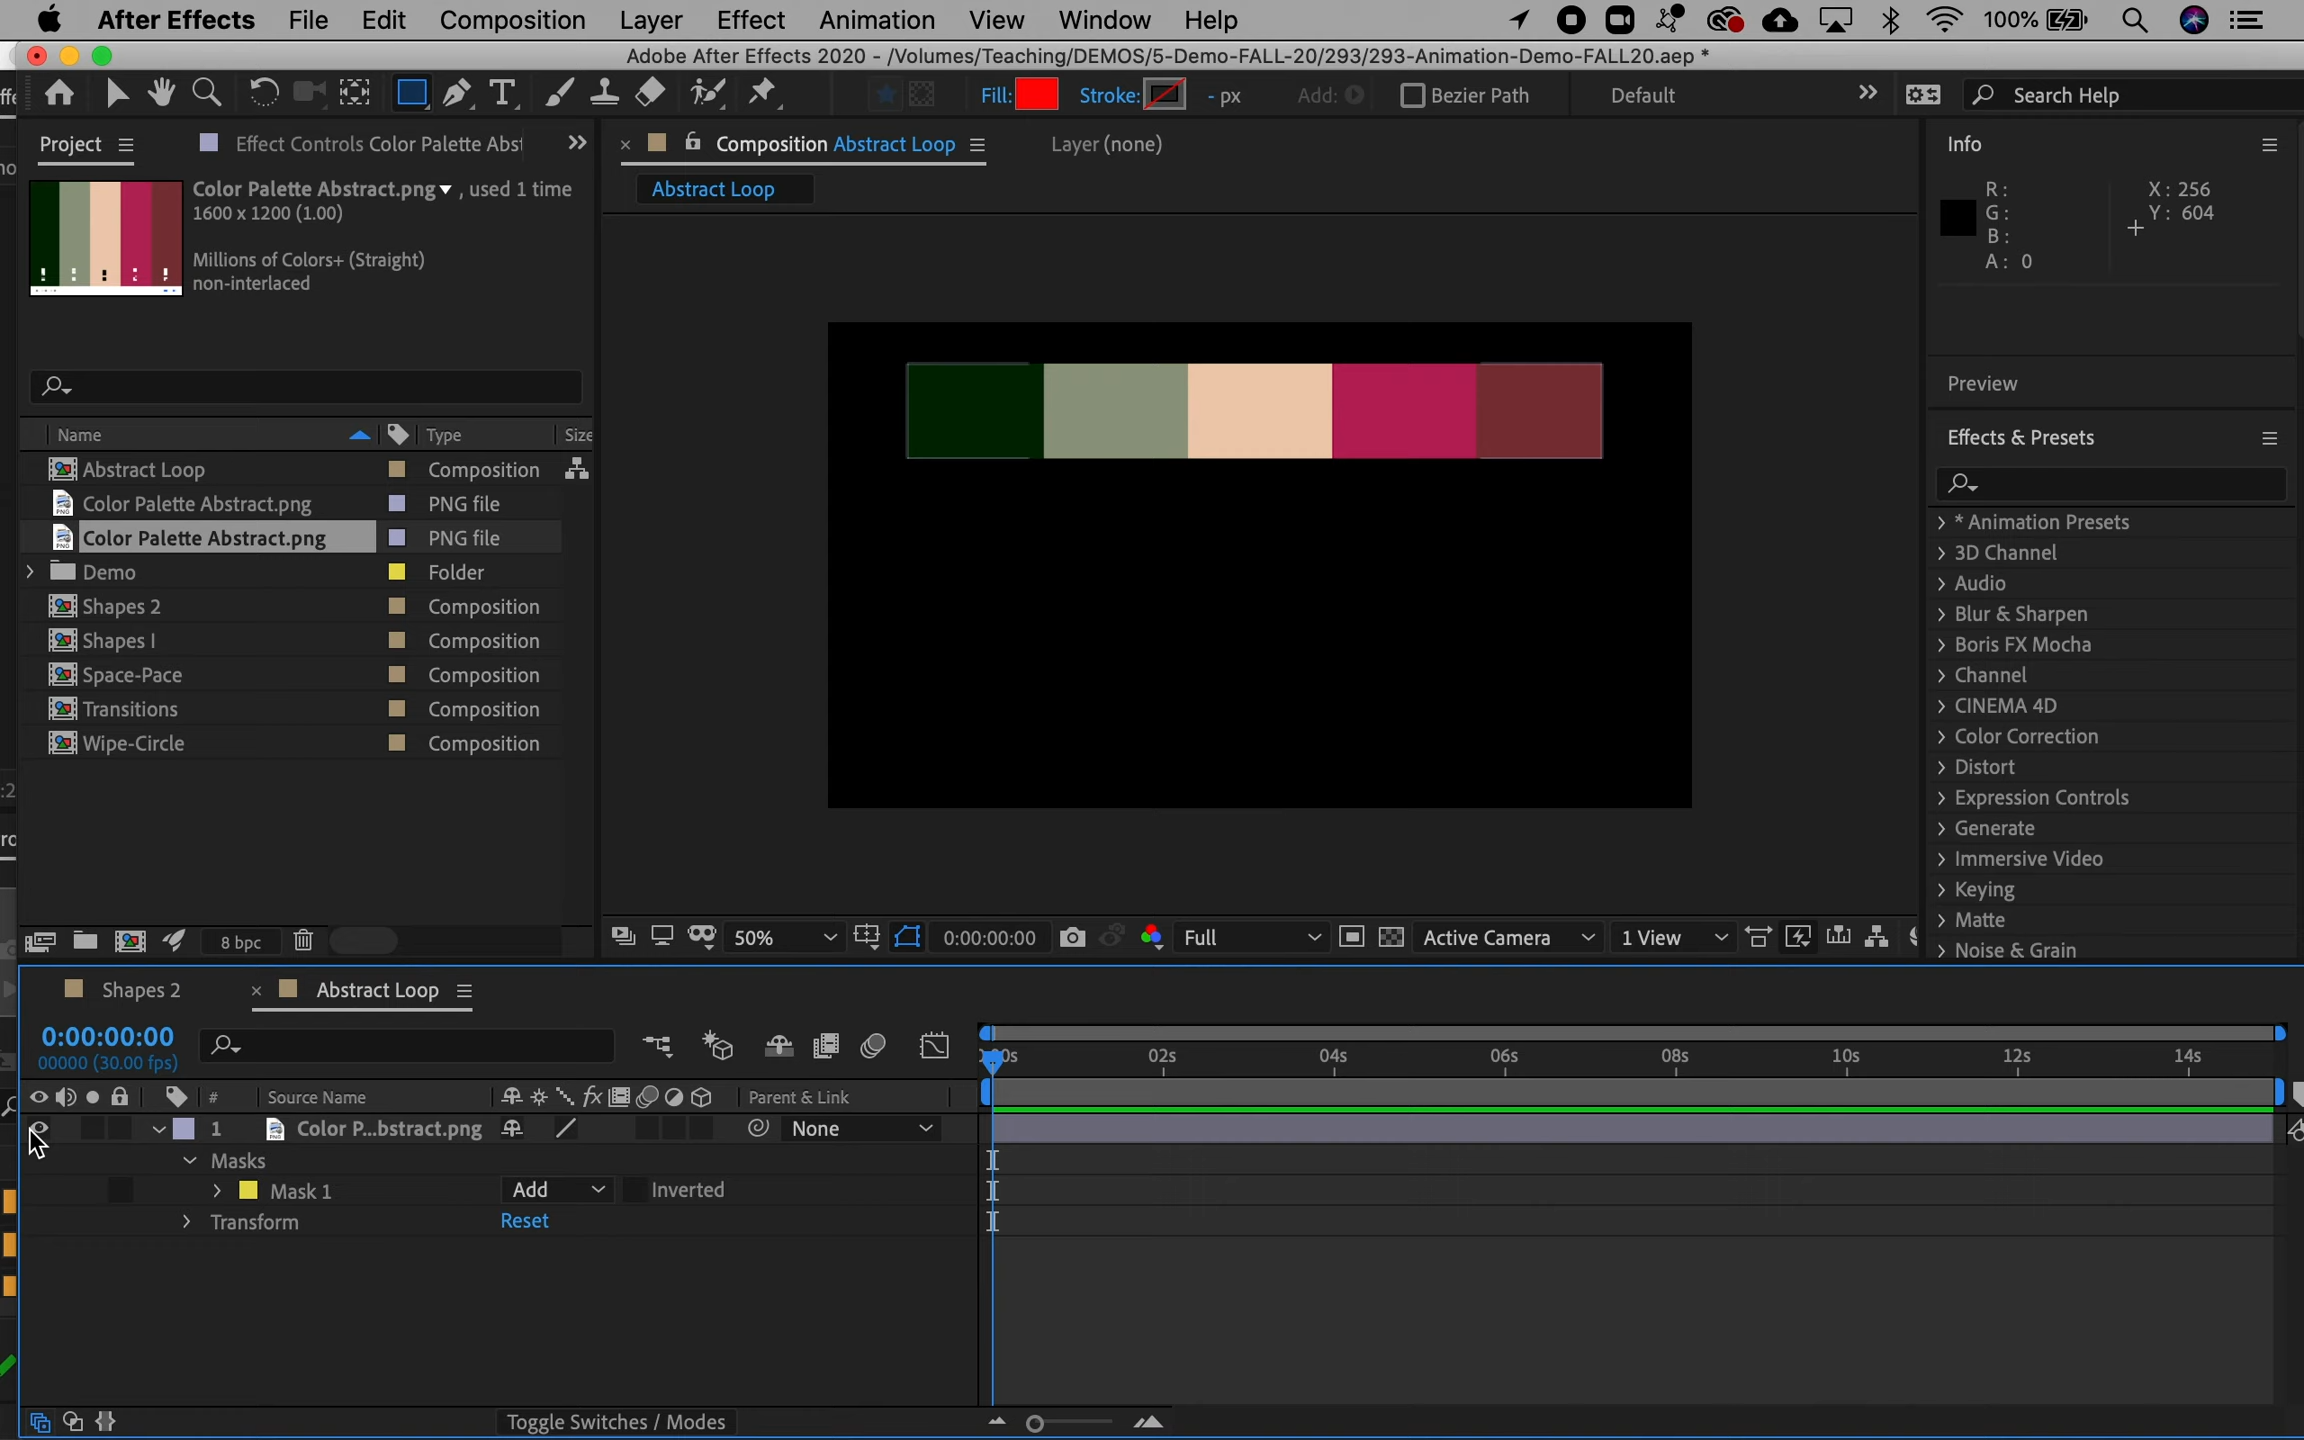 After Effects File Edit Composition Layer Effect Animation View Window Help 100%
Adobe After Effects 2020 - /Volumes/Teaching/DEMOS/5-Demo-FALL-20/293/293-Animation-Demo-FALL20.aep *
T Fill: Stroke: - px Add: Bezier Path Default Search Help
Project Effect Controls Color Palette Abst
Composition Abstract Loop Layer (none)
Info
Color Palette Abstract.png , used 1 time
1600 x 1200 (1.00)
Millions of Colors+ (Straight)
non-interlaced
Abstract Loop
R: X: 256
G: Y: 604
B:
A: 0
Preview
Effects & Presets
Name Type Size
Abstract Loop Composition
Color Palette Abstract.png PNG file
Color Palette Abstract.png PNG file
Demo Folder
Shapes 2 Composition
Shapes I Composition
Space-Pace Composition
Transitions Composition
Wipe-Circle Composition
* Animation Presets
3D Channel
Audio
Blur & Sharpen
Boris FX Mocha
Channel
CINEMA 4D
Color Correction
Distort
Expression Controls
Generate
Immersive Video
Keying
Matte
Noise & Grain
8 bpc
50% 0:00:00:00 Full Active Camera 1 View
Shapes 2 Abstract Loop
0:00:00:00
00000 (30.00 fps)
02s 04s 06s 08s 10s 12s 14s
# Source Name fx Parent & Link
1 Color P...bstract.png None
Masks
Mask 1 Add Inverted
Transform Reset
Toggle Switches / Modes